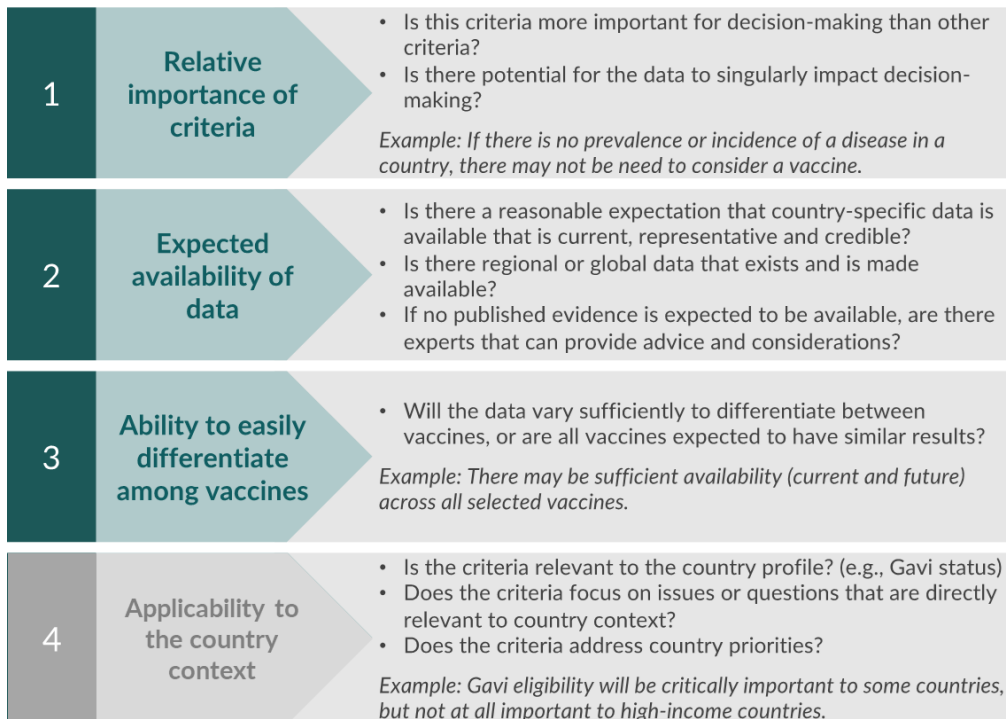 1
Relative
importance of
criteria
• Is this criteria more important for decision-making than other
criteria?
• Is there potential for the data to singularly impact decision-
making?
Example: If there is no prevalence or incidence of a disease in a
country, there may not be need to consider a vaccine.
2
Expected
availability of
data
• Is there a reasonable expectation that country-specific data is
available that is current, representative and credible?
• Is there regional or global data that exists and is made
available?
• If no published evidence is expected to be available, are there
experts that can provide advice and considerations?
3
Ability to easily
differentiate
among vaccines
• Will the data vary sufficiently to differentiate between
vaccines, or are all vaccines expected to have similar results?
Example: There may be sufficient availability (current and future)
across all selected vaccines.
4
Applicability to
the country
context
• Is the criteria relevant to the country profile? (e.g., Gavi status)
• Does the criteria focus on issues or questions that are directly
relevant to country context?
• Does the criteria address country priorities?
Example: Gavi eligibility will be critically important to some countries,
but not at all important to high-income countries.